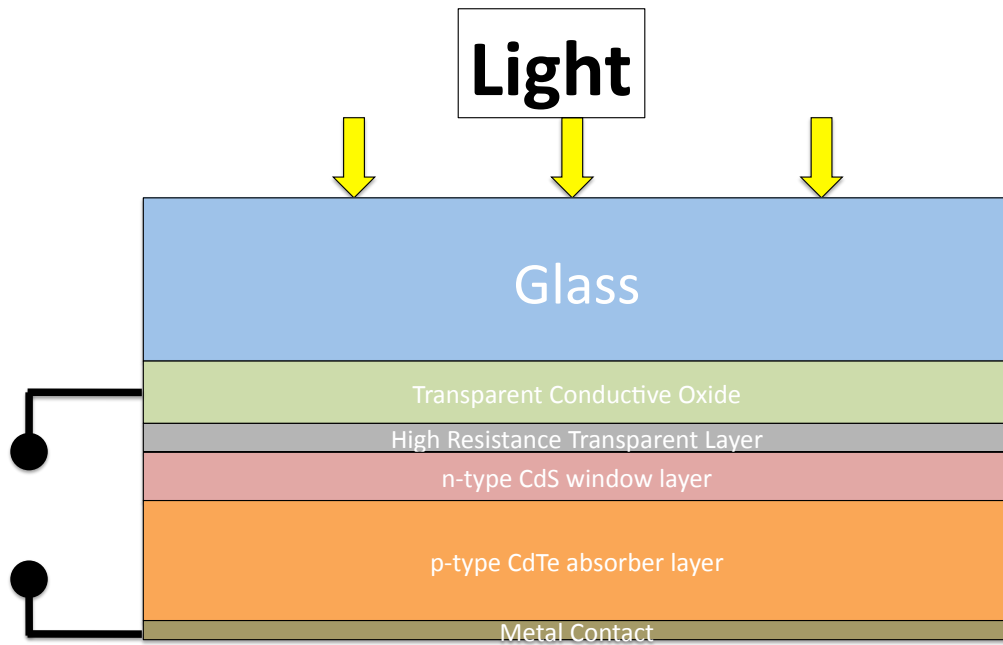 Light
Glass
Transparent Conductive Oxide
High Resistance Transparent Layer
n-type CdS window layer
p-type CdTe absorber layer
Metal Contact